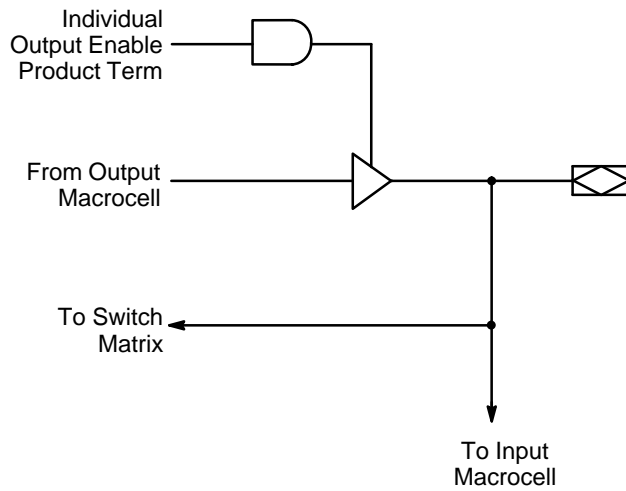 Individual
Output Enable
Product Term
From Output
Macrocell
To Switch
Matrix
To Input
Macrocell